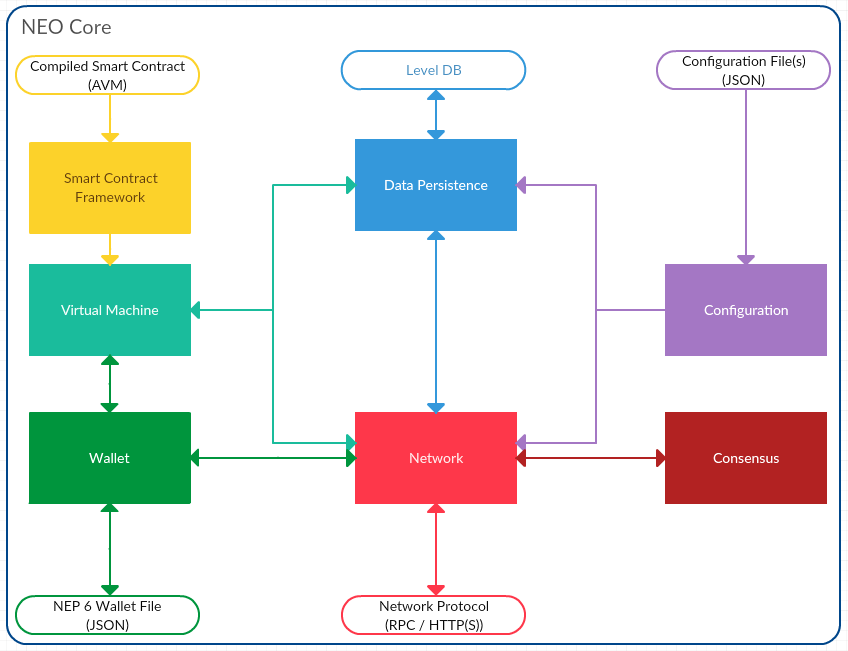 NEO Core
Compiled Smart Contract
(AVM)
Level DB
Configuration File(s)
(JSON)
Smart Contract
Framework
Data Persistence
Virtual Machine
Configuration
Wallet
Network
Consensus
NEP 6 Wallet File
(JSON)
Network Protocol
(RPC / HTTP(S))